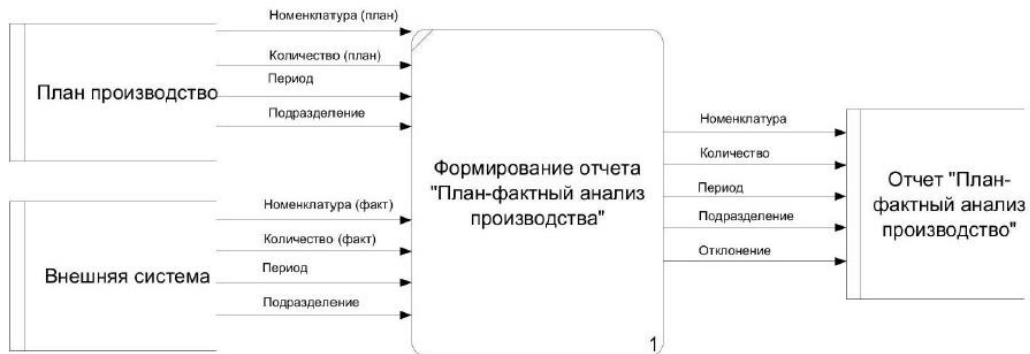 Номенклатура (план)
Количество (план)
Период
Подразделение
План производство
Номенклатура (факт)
Количество (факт)
Период
Подразделение
Внешняя система
Формирование отчета
"План-фактный анализ
производства"
1
Номенклатура
Количество
Период
Подразделение
Отклонение
Отчет "План-
фактный анализ
производство"